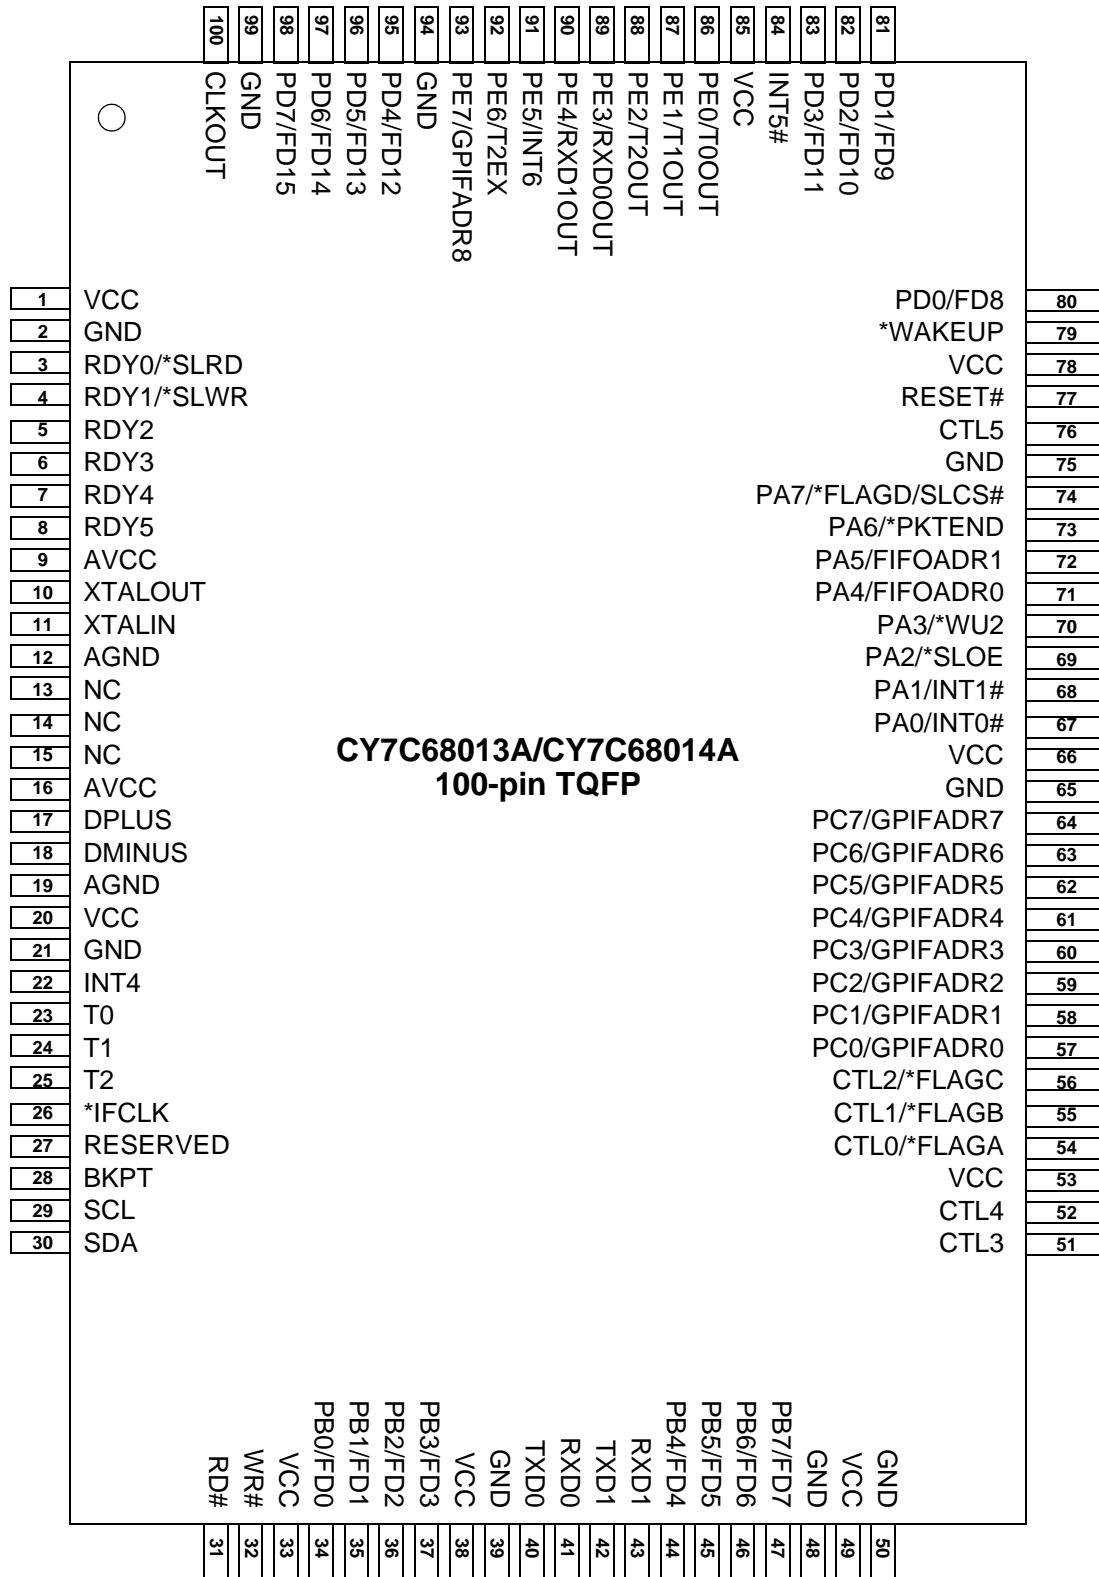 100 99 98 97 96 95 94 93 92 91 90 89 88 87 86 85 84 83 82 81
CLKOUT
GND
PD7/FD15
PD6/FD14
PD5/FD13
PD4/FD12
GND
PE7/GPIFADR8
PE6/T2EX
PE5/INT6
PE4/RXD1OUT
PE3/RXD0OUT
PE2/T2OUT
PE1/T1OUT
PE0/T0OUT
VCC
INT5#
PD3/FD11
PD2/FD10
PD1/FD9
1 VCC PD0/FD8 80
2 GND *WAKEUP 79
3 RDY0/*SLRD VCC 78
4 RDY1/*SLWR RESET# 77
5 RDY2 CTL5 76
6 RDY3 GND 75
7 RDY4 PA7/*FLAGD/SLCS# 74
8 RDY5 PA6/*PKTEND 73
9 AVCC PA5/FIFOADR1 72
10 XTALOUT PA4/FIFOADR0 71
11 XTALIN PA3/*WU2 70
12 AGND PA2/*SLOE 69
13 NC PA1/INT1# 68
14 NC PA0/INT0# 67
15 NC CY7C68013A/CY7C68014A VCC 66
16 AVCC 100-pin TQFP GND 65
17 DPLUS PC7/GPIFADR7 64
18 DMINUS PC6/GPIFADR6 63
19 AGND PC5/GPIFADR5 62
20 VCC PC4/GPIFADR4 61
21 GND PC3/GPIFADR3 60
22 INT4 PC2/GPIFADR2 59
23 T0 PC1/GPIFADR1 58
24 T1 PC0/GPIFADR0 57
25 T2 CTL2/*FLAGC 56
26 *IFCLK CTL1/*FLAGB 55
27 RESERVED CTL0/*FLAGA 54
28 BKPT VCC 53
29 SCL CTL4 52
30 SDA CTL3 51
RD#
WR#
VCC
PB0/FD0
PB1/FD1
PB2/FD2
PB3/FD3
VCC
GND
TXD0
RXD0
TXD1
RXD1
PB4/FD4
PB5/FD5
PB6/FD6
PB7/FD7
GND
VCC
GND
31 32 33 34 35 36 37 38 39 40 41 42 43 44 45 46 47 48 49 50